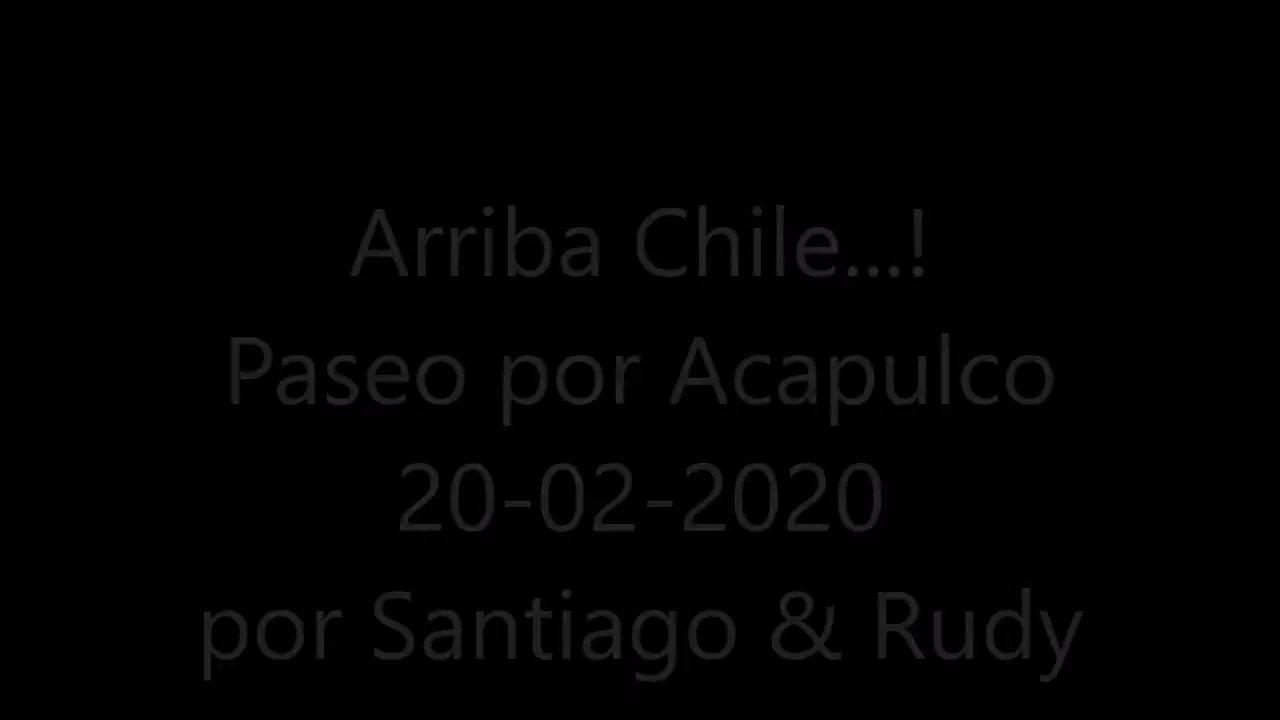 Arriba Chile...!
Paseo por Acapulco
20-02-2020
por Santiago & Rudy